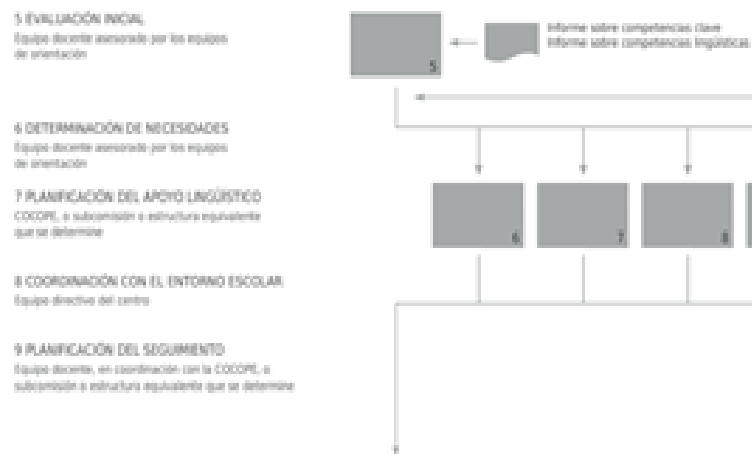 5 EVALUACIÓN INICIAL
Equipo docente asesorado por los equipos
de orientación
5
Informe sobre competencias clave
Informe sobre competencias lingüísticas
6 DETERMINACIÓN DE NECESIDADES
Equipo docente asesorado por los equipos
de orientación
7 PLANIFICACIÓN DEL APOYO LINGÜÍSTICO
COCOPE, o subcomisión o estructura equivalente
que se determine
6
7
8
8 COORDINACIÓN CON EL ENTORNO ESCOLAR
Equipo directivo del centro
9 PLANIFICACIÓN DEL SEGUIMIENTO
Equipo docente, en coordinación con la COCOPE, o
subcomisión o estructura equivalente que se determine